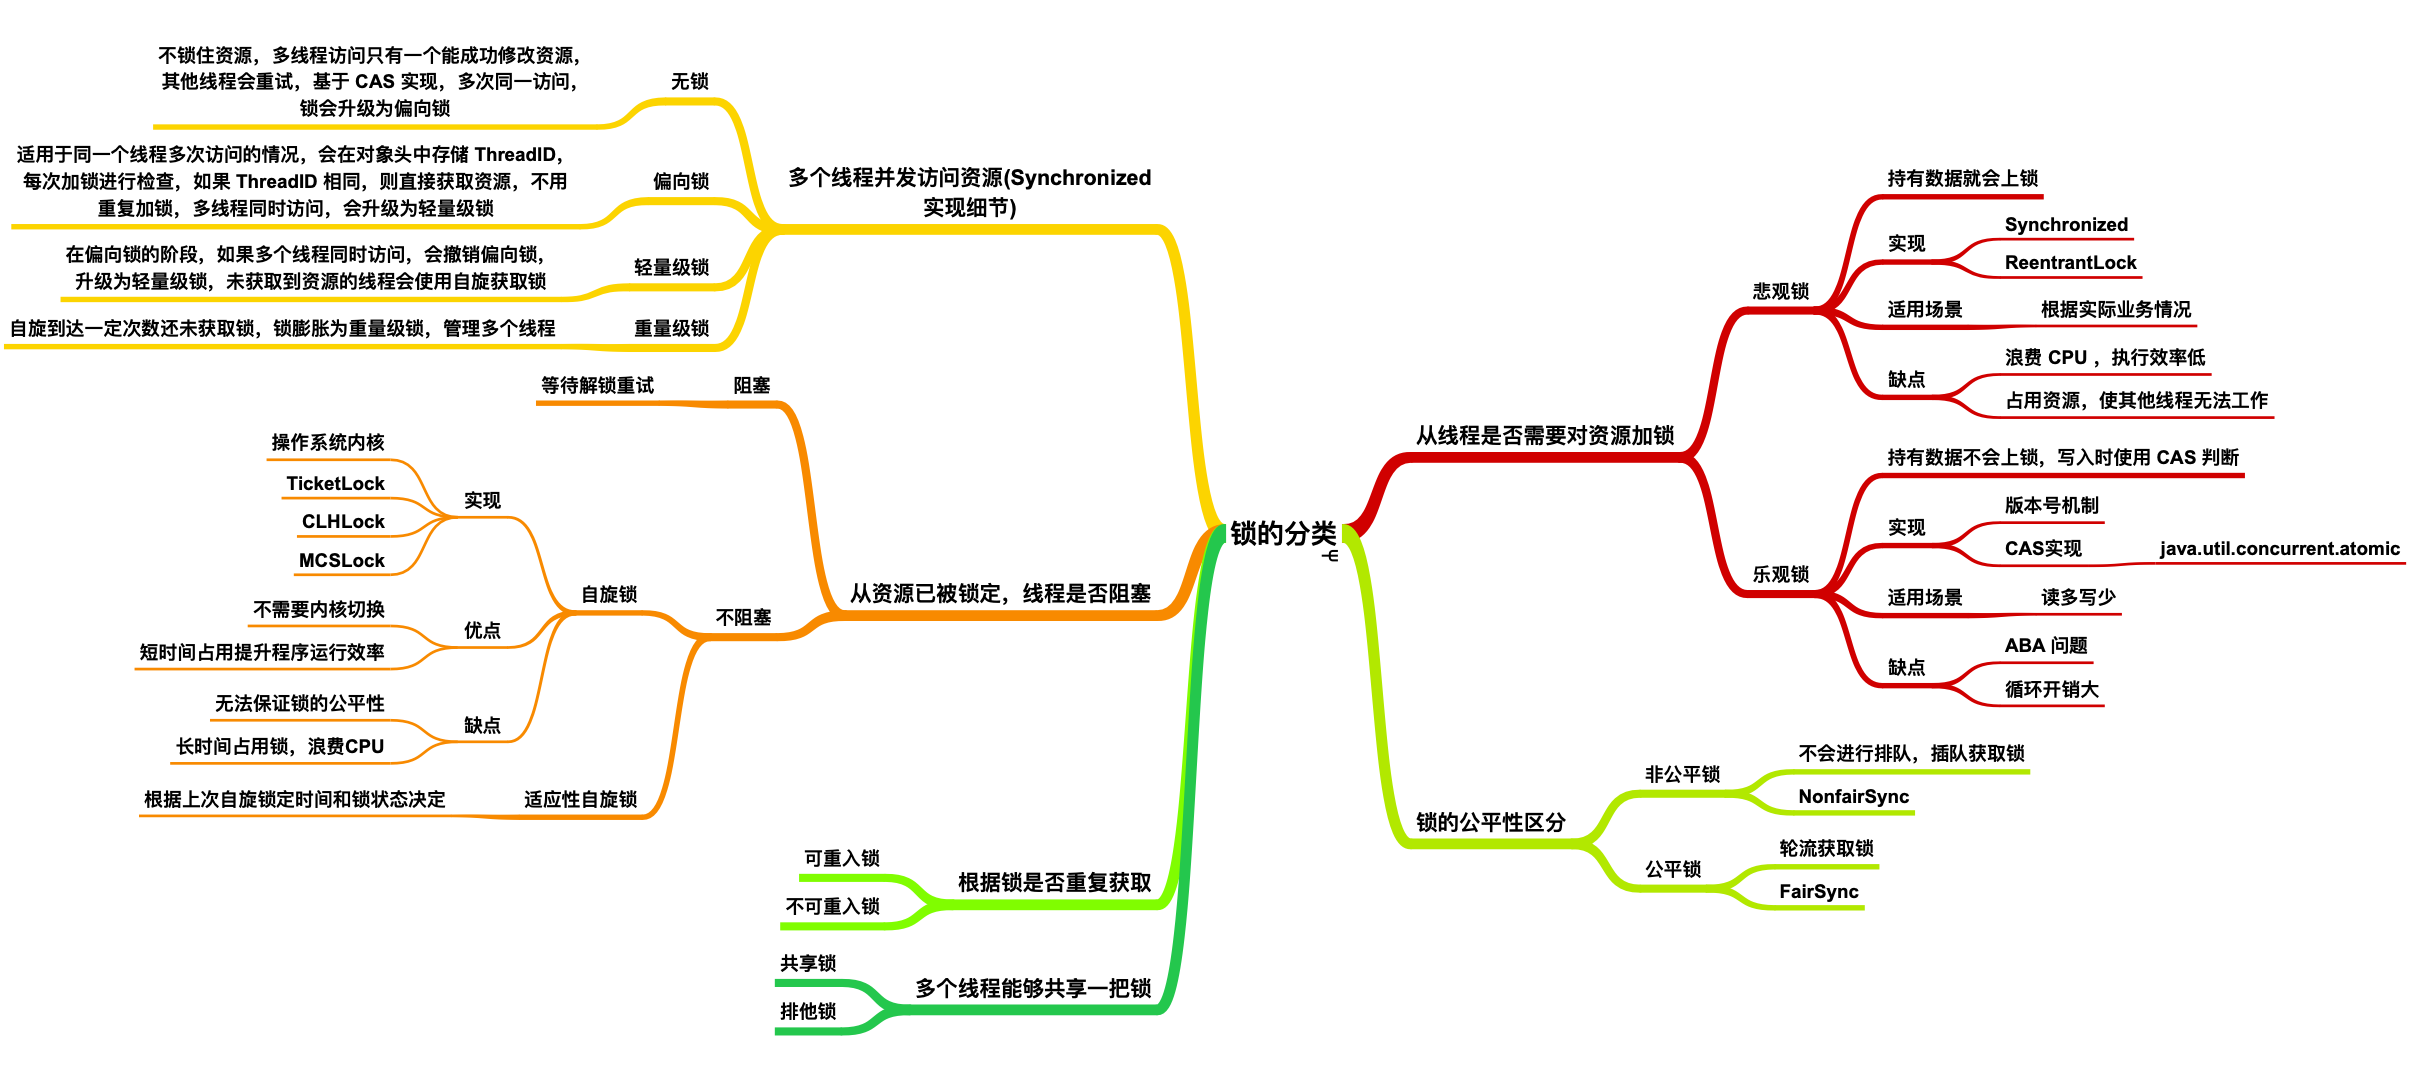 锁的分类
多个线程并发访问资源(Synchronized
实现细节)
无锁
不锁住资源，多线程访问只有一个能成功修改资源，
其他线程会重试，基于 CAS 实现，多次同一访问，
锁会升级为偏向锁
偏向锁
适用于同一个线程多次访问的情况，会在对象头中存储 ThreadID，
每次加锁进行检查，如果 ThreadID 相同，则直接获取资源，不用
重复加锁，多线程同时访问，会升级为轻量级锁
轻量级锁
在偏向锁的阶段，如果多个线程同时访问，会撤销偏向锁，
升级为轻量级锁，未获取到资源的线程会使用自旋获取锁
重量级锁
自旋到达一定次数还未获取锁，锁膨胀为重量级锁，管理多个线程
从资源已被锁定，线程是否阻塞
阻塞
等待解锁重试
不阻塞
自旋锁
实现
操作系统内核
TicketLock
CLHLock
MCSLock
优点
不需要内核切换
短时间占用提升程序运行效率
缺点
无法保证锁的公平性
长时间占用锁，浪费CPU
适应性自旋锁
根据上次自旋锁定时间和锁状态决定
根据锁是否重复获取
可重入锁
不可重入锁
多个线程能够共享一把锁
共享锁
排他锁
从线程是否需要对资源加锁
悲观锁
持有数据就会上锁
实现
Synchronized
ReentrantLock
适用场景
根据实际业务情况
缺点
浪费 CPU ，执行效率低
占用资源，使其他线程无法工作
乐观锁
持有数据不会上锁，写入时使用 CAS 判断
实现
版本号机制
CAS实现
java.util.concurrent.atomic
适用场景
读多写少
缺点
ABA 问题
循环开销大
锁的公平性区分
非公平锁
不会进行排队，插队获取锁
NonfairSync
公平锁
轮流获取锁
FairSync